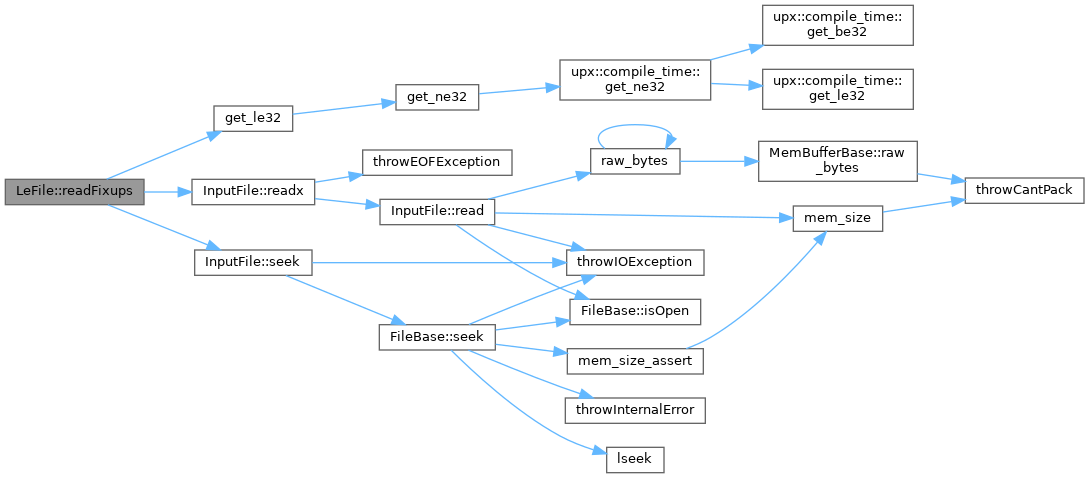 upx::compile_time::
get_be32
upx::compile_time::
get_ne32
upx::compile_time::
get_le32
get_ne32
get_le32
throwEOFException
raw_bytes
MemBufferBase::raw
_bytes
LeFile::readFixups
InputFile::readx
throwCantPack
InputFile::read
mem_size
InputFile::seek
throwIOException
FileBase::isOpen
FileBase::seek
mem_size_assert
throwInternalError
lseek